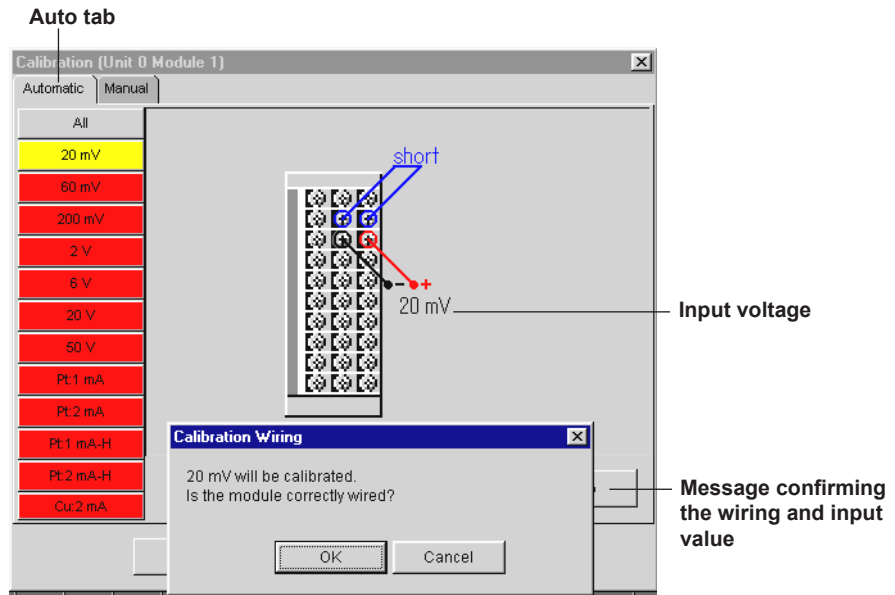 Auto tab
Calibration (Unit 0 Module 1)
Automatic
Manual
All
20 mV
60 mV
200 mV
2 V
6 V
20 V
50 V
Pt:1 mA
Pt:2 mA
Pt:1 mA-H
Pt:2 mA-H
Cu:2 mA
short
- +
20 mV
Input voltage
Calibration Wiring
20 mV will be calibrated.
Is the module correctly wired?
OK
Cancel
Message confirming
the wiring and input
value